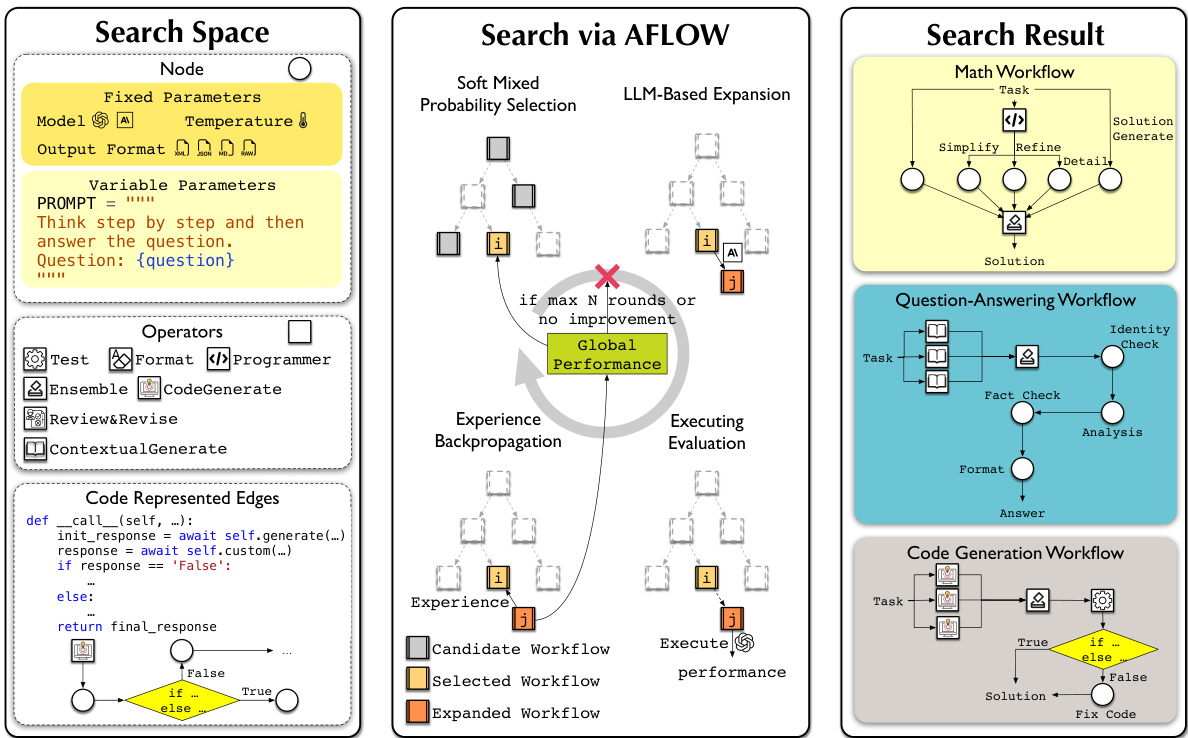 Search Space
Node
Fixed Parameters
Model
Temperature
Output Format XML JSON MD RAW
Variable Parameters
PROMPT = """
Think step by step and then
answer the question.
Question: {question}
"""
Operators
Test Format Programmer
Ensemble CodeGenerate
Review&Revise
ContextualGenerate
Code Represented Edges
def __call__(self, …):
init_response = await self.generate(…)
response = await self.custom(…)
if response == 'False':
…
else:
…
return final_response
…
False
if …
else …
True
Search via AFLOW
Soft Mixed
Probability Selection
i
LLM-Based Expansion
i
A\
j
if max N rounds or
no improvement
Global
Performance
Experience
Backpropagation
i
Experience
j
Executing
Evaluation
i
j
Execute
performance
Candidate Workflow
Selected Workflow
Expanded Workflow
Search Result
Math Workflow
Task
</>
Solution
Generate
Simplify
Refine
Detail
Solution
Question-Answering Workflow
Task
Identity
Check
Fact Check
Analysis
Format
Answer
Code Generation Workflow
Task
True
if …
else …
False
Solution
Fix Code